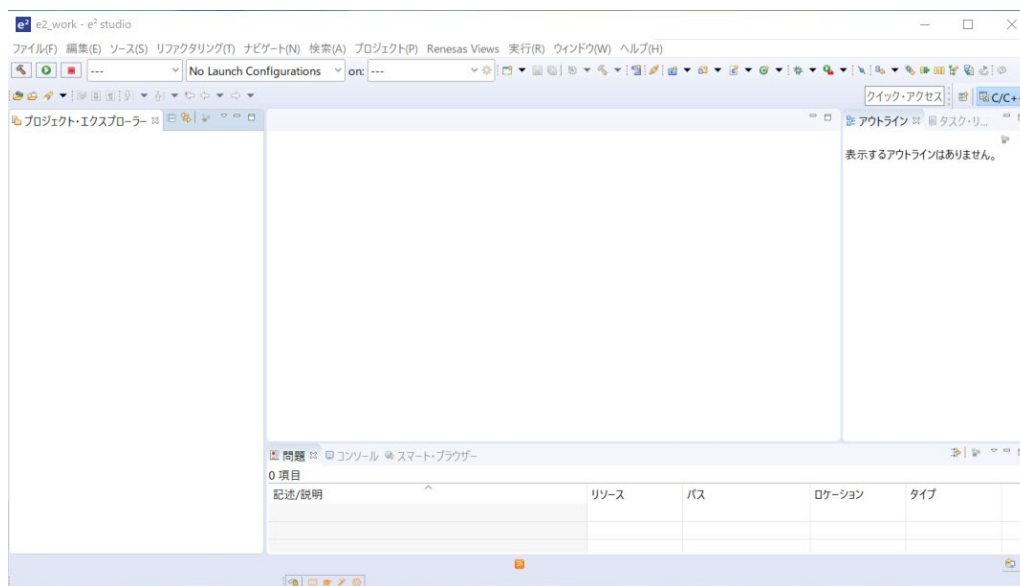 e² e2_work - e² studio
ファイル(F) 編集(E) ソース(S) リファクタリング(T) ナビゲート(N) 検索(A) プロジェクト(P) Renesas Views 実行(R) ウィンドウ(W) ヘルプ(H)
--- No Launch Configurations on: ---
クイック・アクセス C/C++
プロジェクト・エクスプローラー アウトライン タスク・リ...
表示するアウトラインはありません。
問題 コンソール スマート・ブラウザー
0 項目
記述/説明 リソース パス ロケーション タイプ